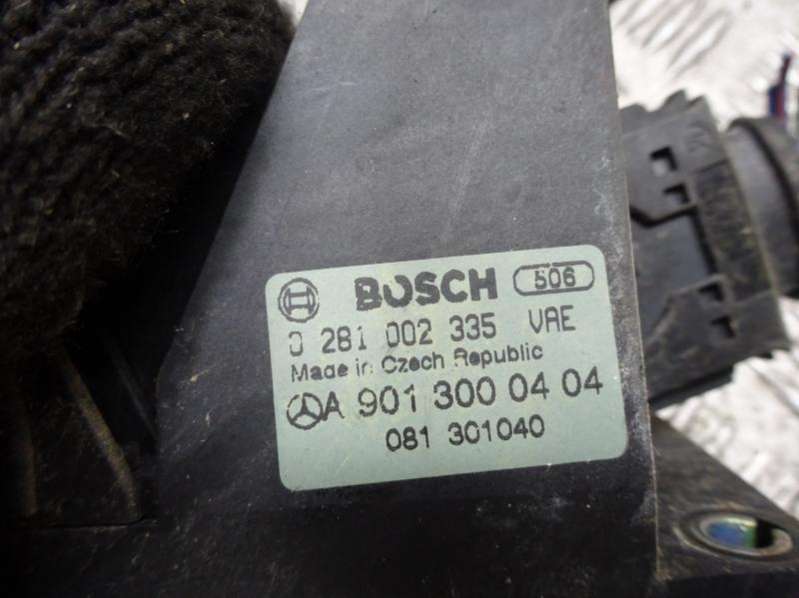 BOSCH 506
0 281 002 335 VAE
Made in Czech Republic
A 901 300 04 04
081 301040